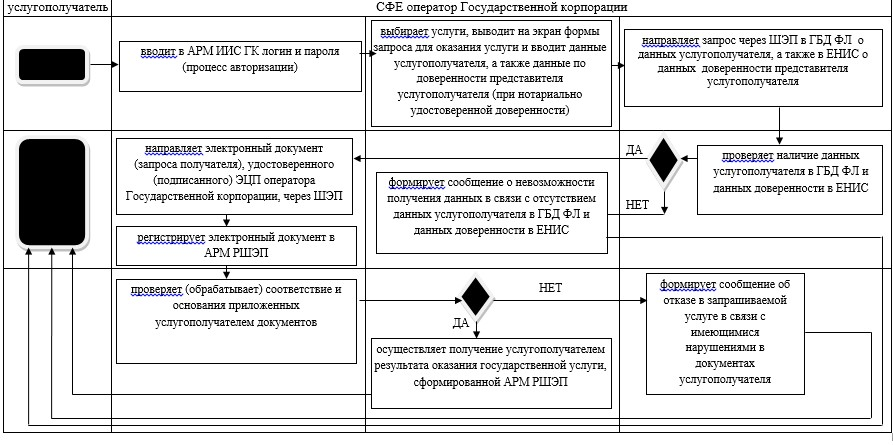 услугополучатель
СФЕ оператор Государственной корпорации
вводит в АРМ ИИС ГК логин и пароля
(процесс авторизации)
выбирает услуги, выводит на экран формы
запроса для оказания услуги и вводит данные
услугополучателя, а также данные по
доверенности представителя
услугополучателя (при нотариально
удостоверенной доверенности)
направляет запрос через ШЭП в ГБД ФЛ о
данных услугополучателя, а также в ЕНИС о
данных доверенности представителя
услугополучателя
направляет электронный документ
(запроса получателя), удостоверенного
(подписанного) ЭЦП оператора
Государственной корпорации, через ШЭП
ДА
проверяет наличие данных
услугополучателя в ГБД ФЛ и
данных доверенности в ЕНИС
формирует сообщение о невозможности
получения данных в связи с отсутствием
данных услугополучателя в ГБД ФЛ и
данных доверенности в ЕНИС
НЕТ
регистрирует электронный документ в
АРМ РШЭП
проверяет (обрабатывает) соответствие и
основания приложенных
услугополучателем документов
НЕТ
ДА
формирует сообщение об
отказе в запрашиваемой
услуге в связи с
имеющимися
нарушениями в
документах
услугополучателя
осуществляет получение услугополучателем
результата оказания государственной услуги,
сформированной АРМ РШЭП